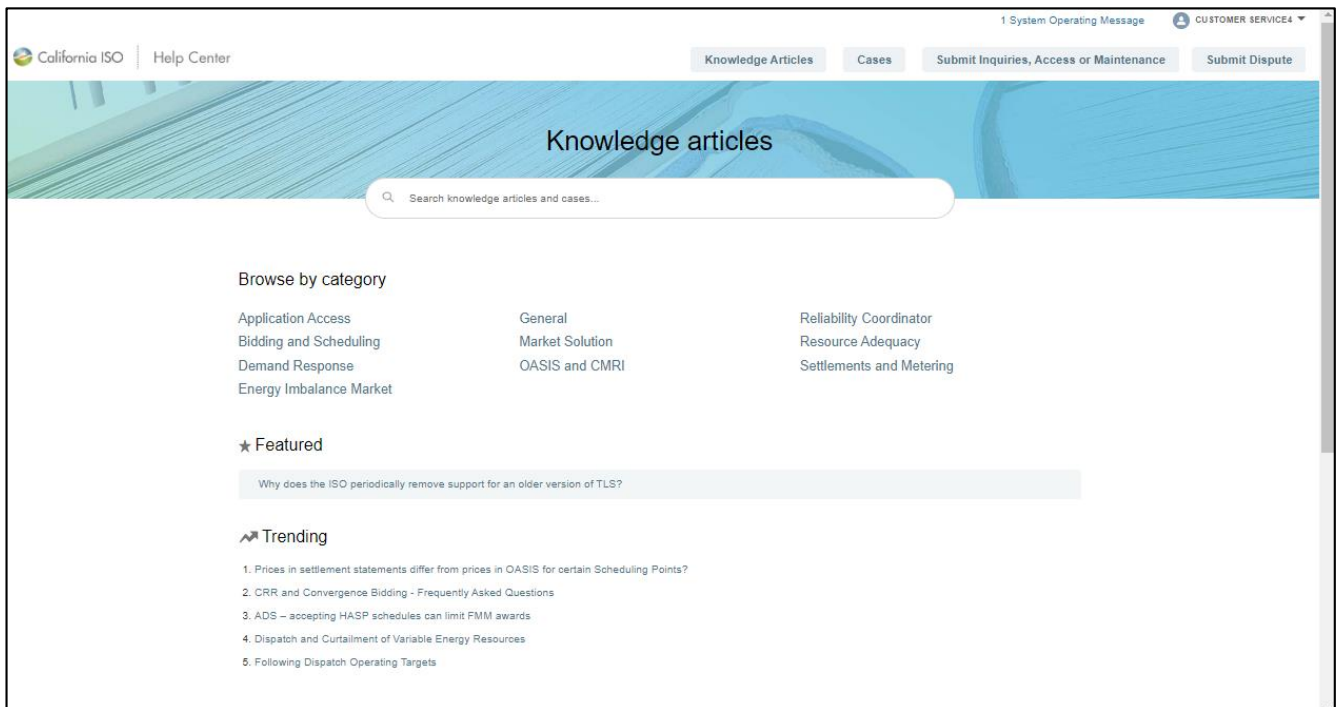 1 System Operating Message CUSTOMER SERVICE4
California ISO Help Center Knowledge Articles Cases Submit Inquiries, Access or Maintenance Submit Dispute
Knowledge articles
Search knowledge articles and cases...
Browse by category
Application Access General Reliability Coordinator
Bidding and Scheduling Market Solution Resource Adequacy
Demand Response OASIS and CMRI Settlements and Metering
Energy Imbalance Market
Featured
Why does the ISO periodically remove support for an older version of TLS?
Trending
1. Prices in settlement statements differ from prices in OASIS for certain Scheduling Points?
2. CRR and Convergence Bidding - Frequently Asked Questions
3. ADS – accepting HASP schedules can limit FMM awards
4. Dispatch and Curtailment of Variable Energy Resources
5. Following Dispatch Operating Targets